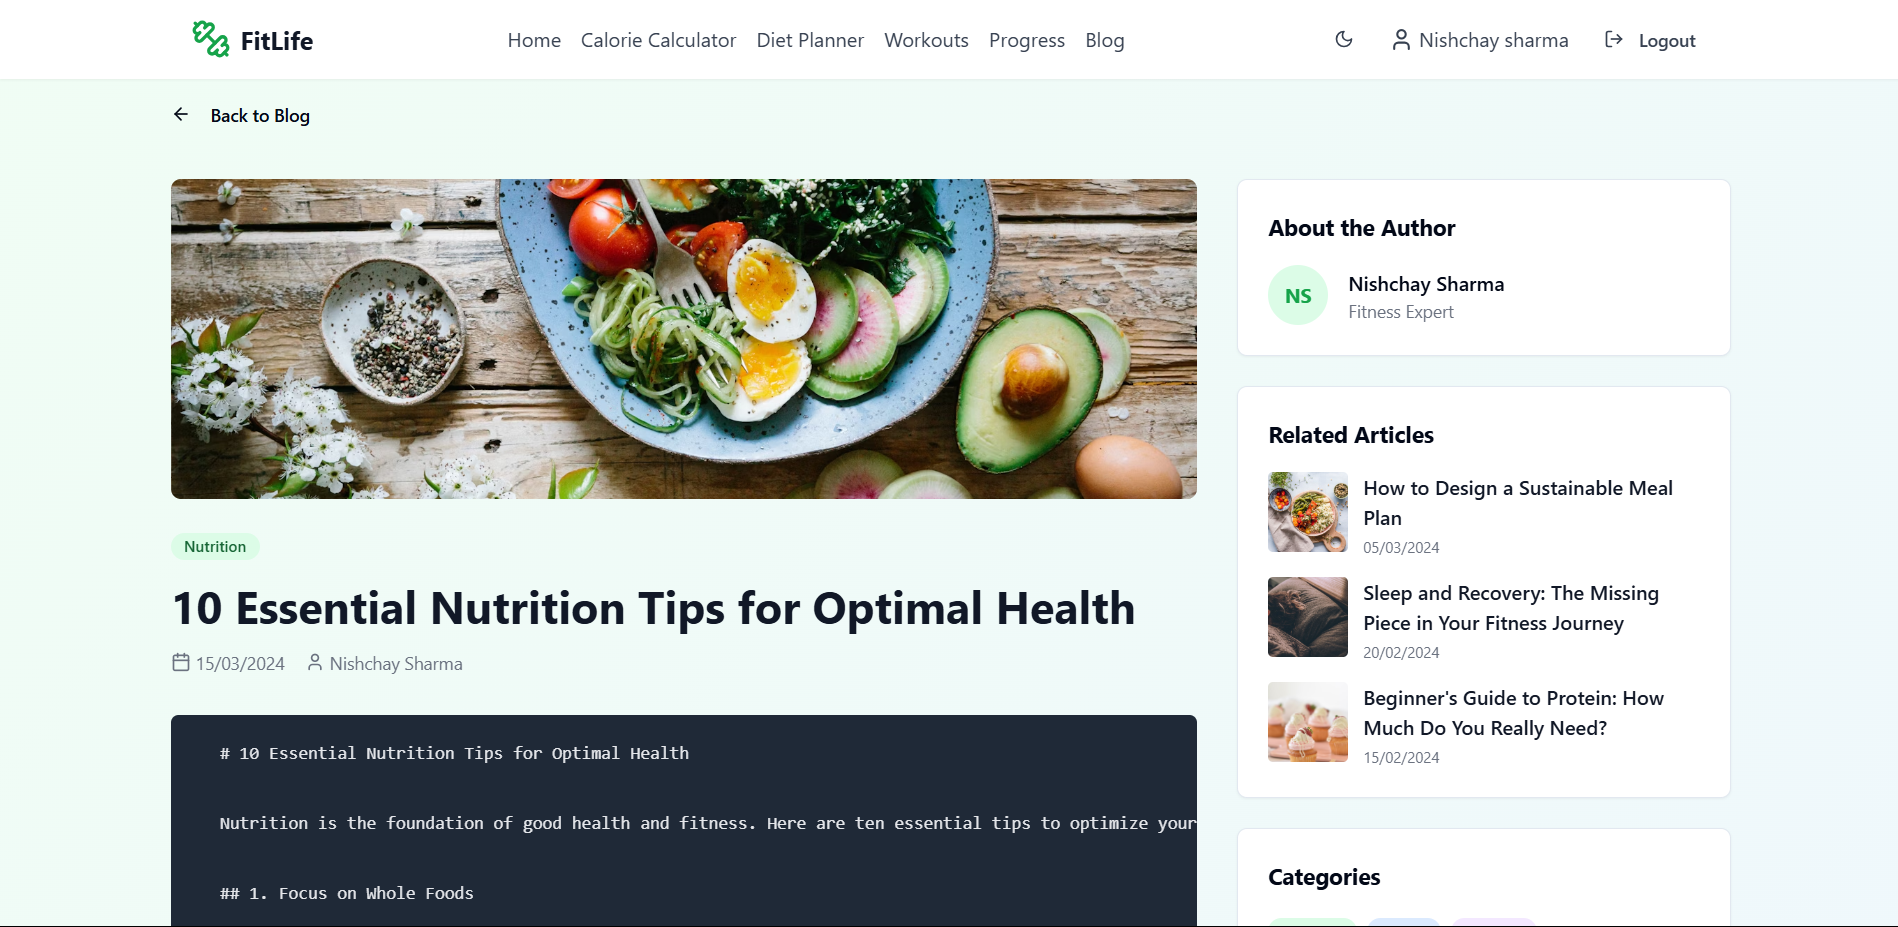 FitLife
Home Calorie Calculator Diet Planner Workouts Progress Blog
Nishchay sharma
Logout
Back to Blog
Nutrition
10 Essential Nutrition Tips for Optimal Health
15/03/2024 Nishchay Sharma
# 10 Essential Nutrition Tips for Optimal Health
Nutrition is the foundation of good health and fitness. Here are ten essential tips to optimize your
## 1. Focus on Whole Foods
About the Author
NS
Nishchay Sharma
Fitness Expert
Related Articles
How to Design a Sustainable Meal
Plan
05/03/2024
Sleep and Recovery: The Missing
Piece in Your Fitness Journey
20/02/2024
Beginner's Guide to Protein: How
Much Do You Really Need?
15/02/2024
Categories